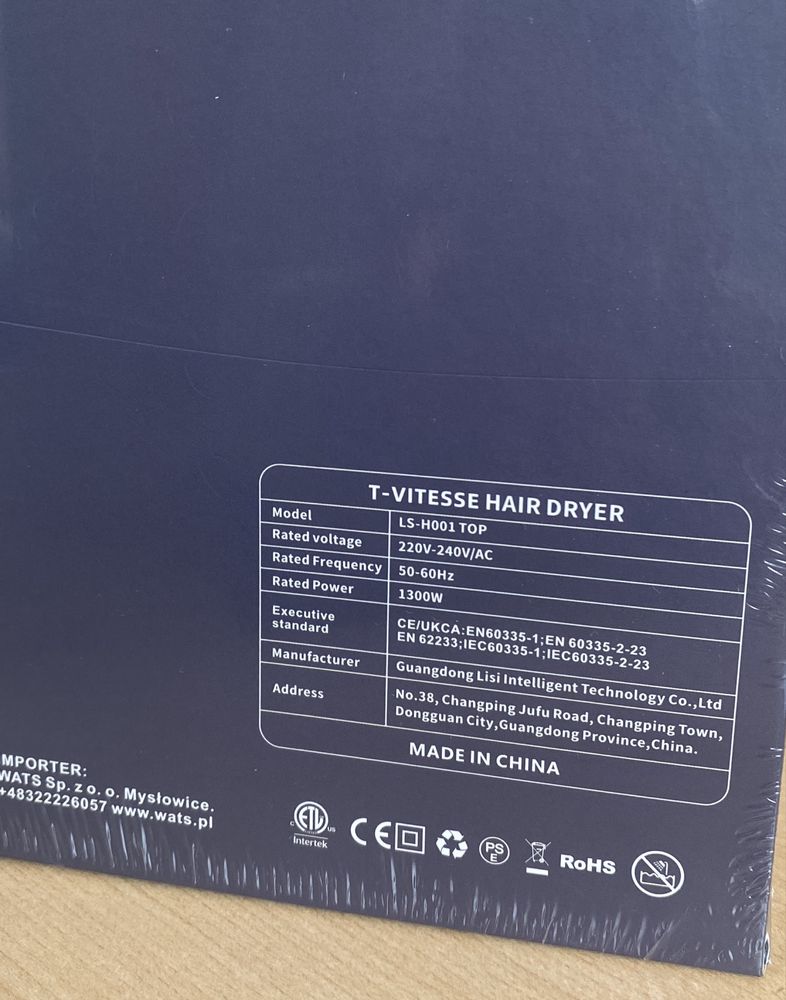 T-VITESSE HAIR DRYER
Model LS-H001 TOP
Rated voltage 220V-240V/AC
Rated Frequency 50-60Hz
Rated Power 1300W
Executive
standard
CE/UKCA:EN60335-1;EN 60335-2-23
EN 62233;IEC60335-1;IEC60335-2-23
Manufacturer Guangdong Lisi Intelligent Technology Co.,Ltd
Address
No.38, Changping Jufu Road, Changping Town,
Dongguan City,Guangdong Province,China.
MADE IN CHINA
MPORTER:
WATS Sp. z o. o. Mysłowice.
+48322226057 www.wats.pl
C ETL US
Intertek
CE
PS
E
RoHS